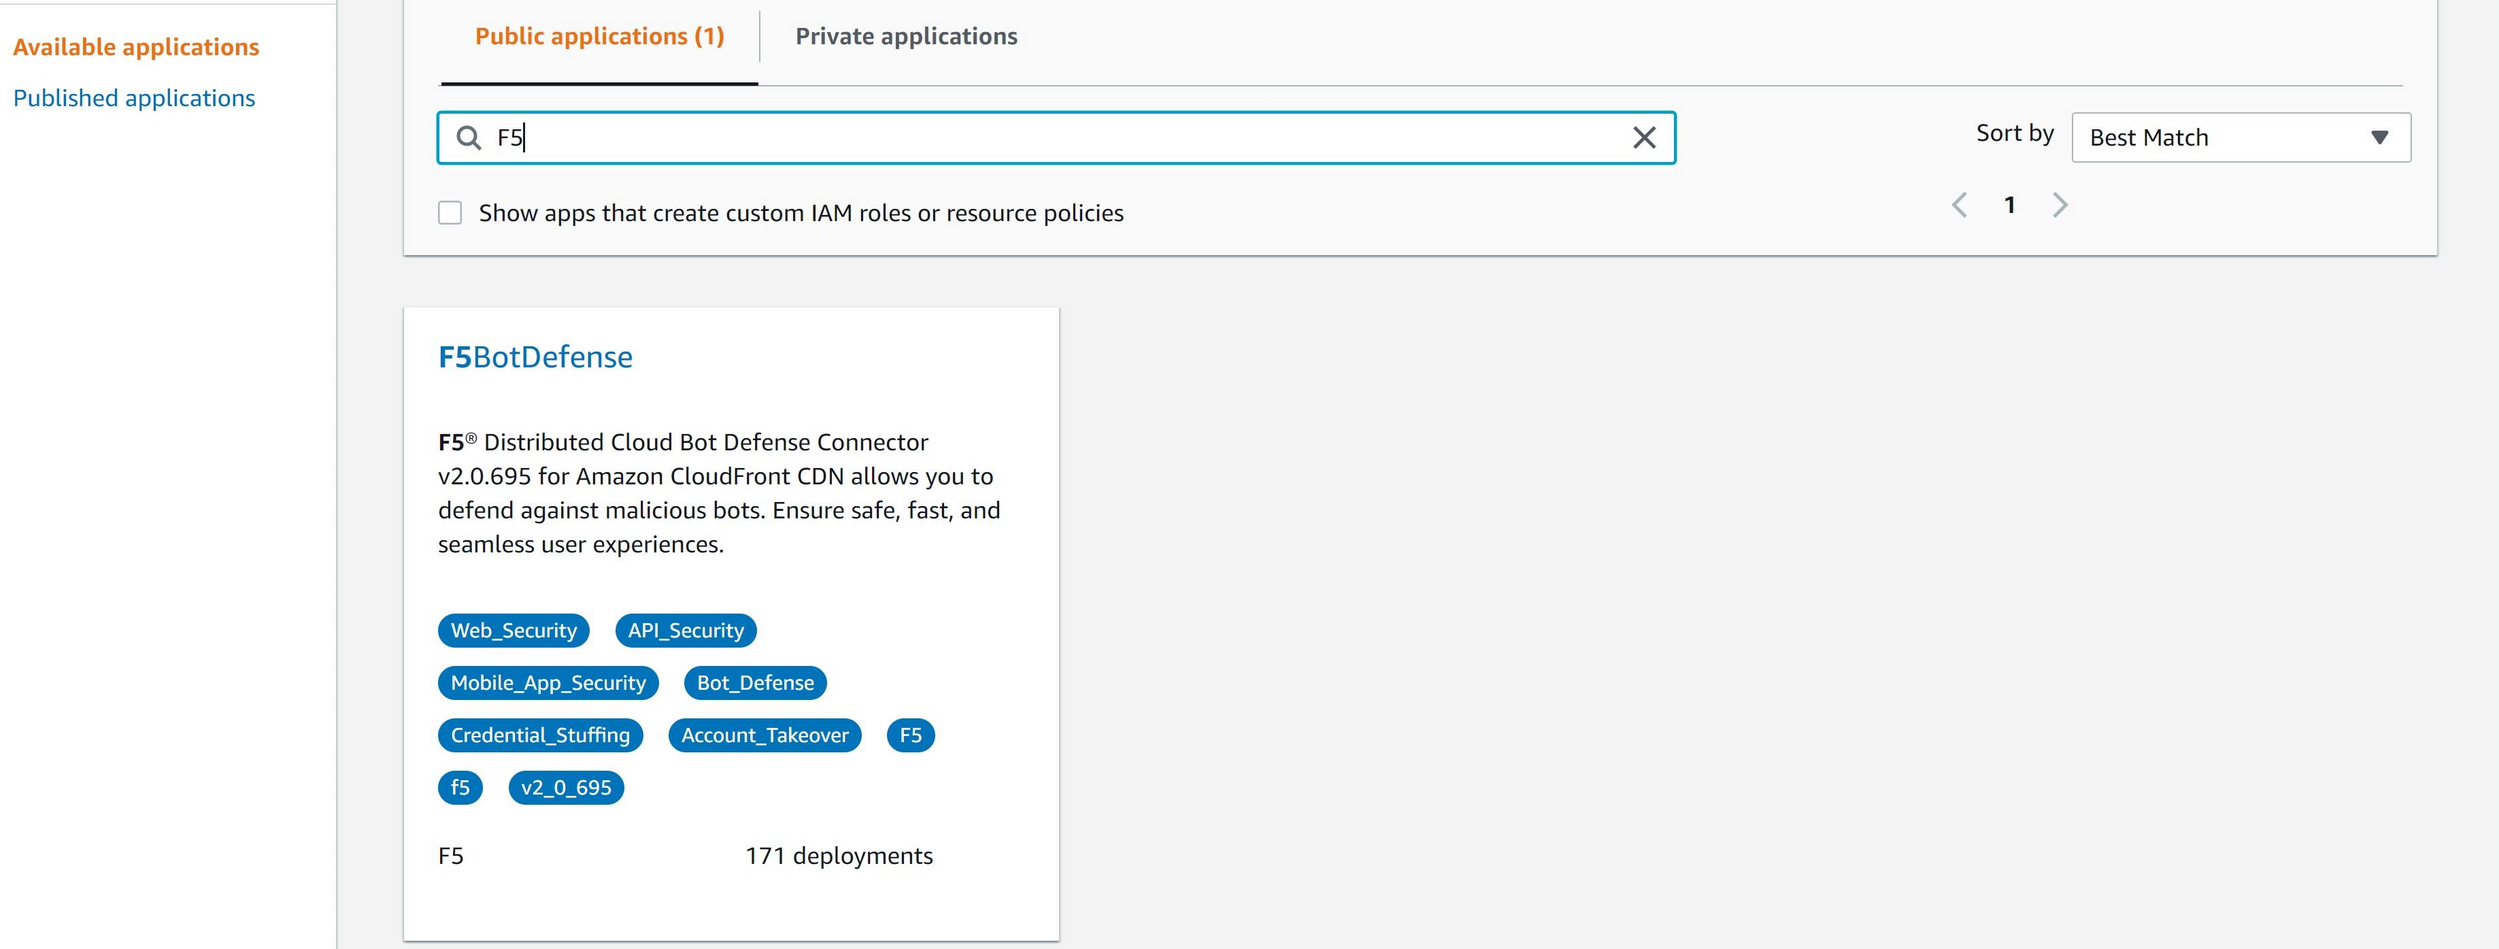 Available applications
Published applications
Public applications (1)
Private applications
F5
Sort by
Best Match
Show apps that create custom IAM roles or resource policies
1
F5BotDefense
F5® Distributed Cloud Bot Defense Connector
v2.0.695 for Amazon CloudFront CDN allows you to
defend against malicious bots. Ensure safe, fast, and
seamless user experiences.
Web_Security
API_Security
Mobile_App_Security
Bot_Defense
Credential_Stuffing
Account_Takeover
F5
f5
v2_0_695
F5
171 deployments